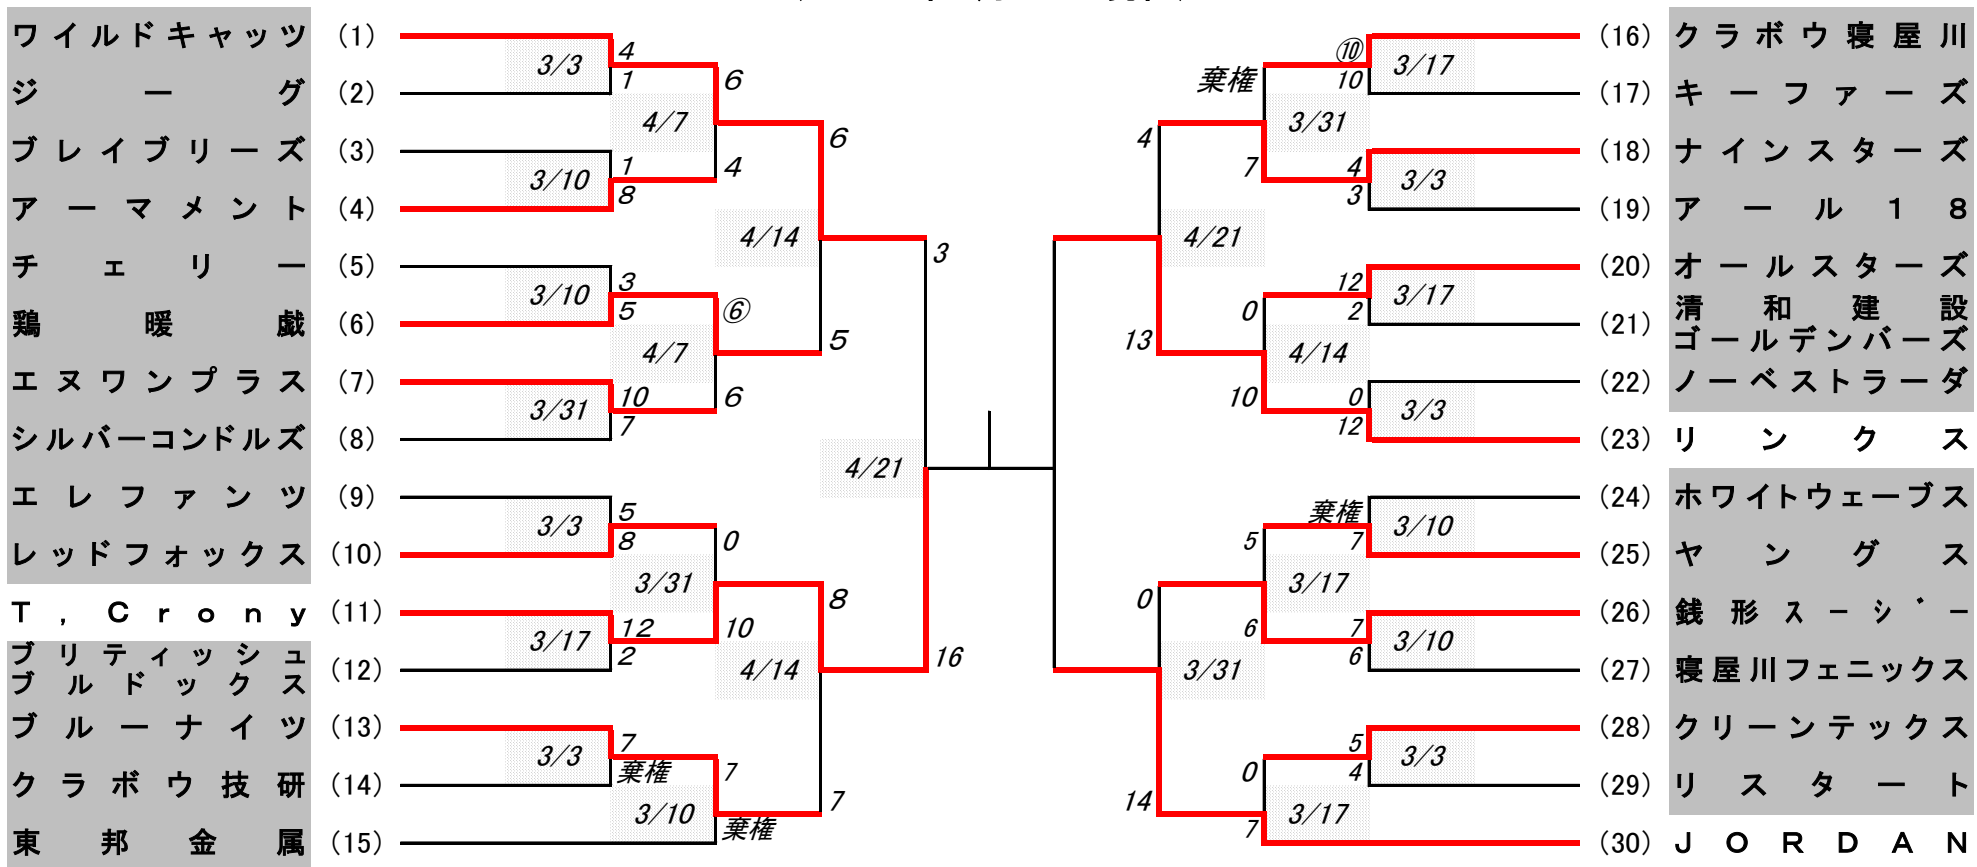 ワイルドキャッツ (1)
ジーグ (2)
ブレイブリーズ (3)
アーマメント (4)
チェリー (5)
鶏暖戯 (6)
エヌワンプラス (7)
シルバーコンドルズ (8)
エレファンツ (9)
レッドフォックス (10)
T,Crony (11)
ブリティッシュ
ブルドックス (12)
ブルーナイツ (13)
クラボウ技研 (14)
東邦金属 (15)
3/3 4
1
3/10 1
8
3/10 3
5
3/31 10
7
3/3 5
8
3/17 12
2
3/3 7
棄権
4/7 6
4
4/7 ⑥
6
3/31 0
10
3/10 7
棄権
4/14 6
5
4/14 8
7
4/21 3
16
4 4/21
13
0 3/31
14
棄権 3/31
7
0 4/14
10
5 3/17
6
0 3/17
7
⑩ 3/17
10
4 3/3
3
12 3/17
2
0 3/3
12
棄権 3/10
7
7 3/10
6
5 3/3
4
(16) クラボウ寝屋川
(17) キーファーズ
(18) ナインスターズ
(19) アール18
(20) オールスターズ
(21) 清和建設
ゴールデンバーズ
(22) ノーベストラーダ
(23) リンクス
(24) ホワイトウェーブス
(25) ヤングス
(26) 銭形スーシ゛ー
(27) 寝屋川フェニックス
(28) クリーンテックス
(29) リスタート
(30) JORDAN